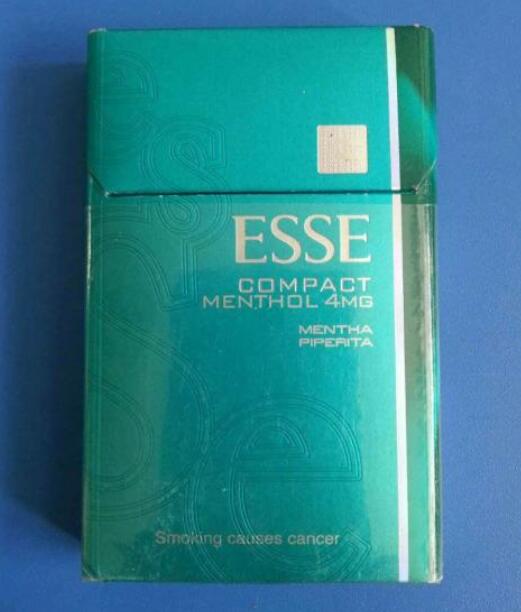 ESSE
COMPACT
MENTHOL 4MG
MENTHA
PIPERITA
Smoking causes cancer